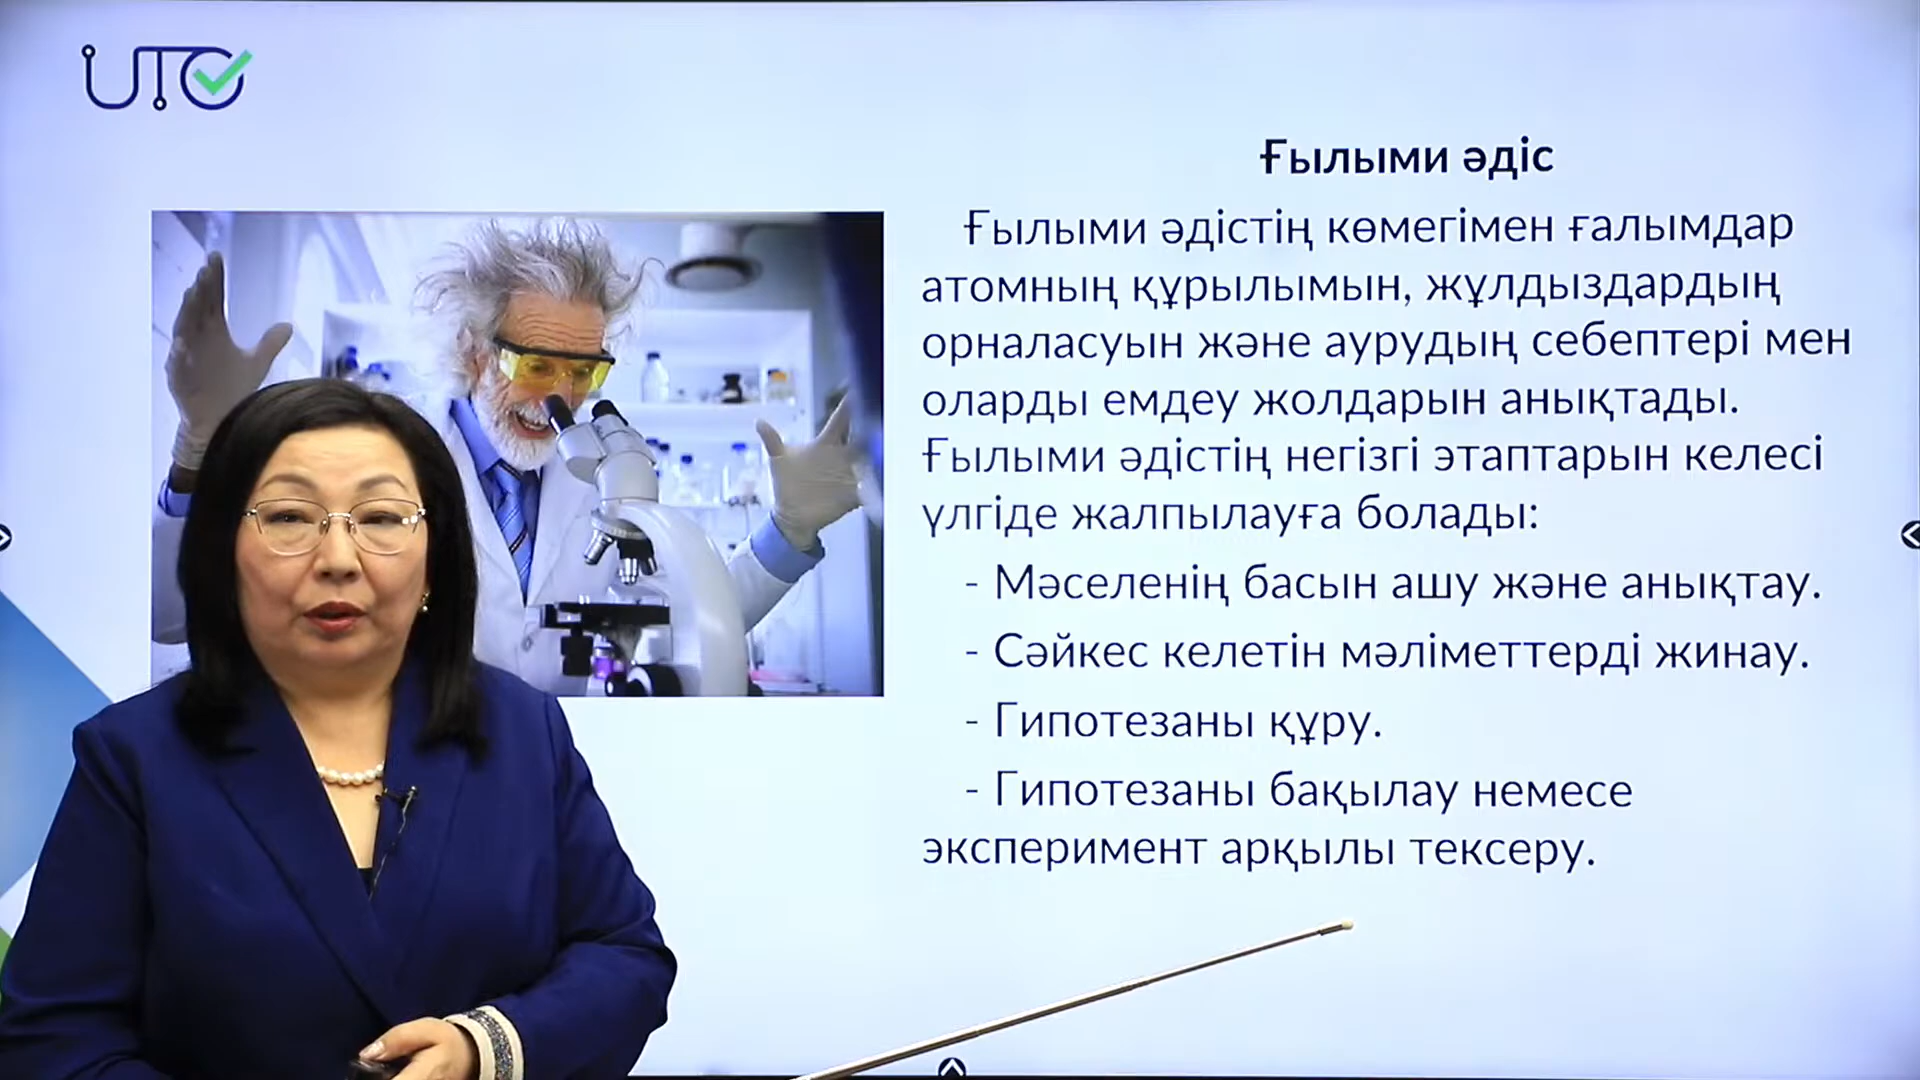 UTO
Ғылыми әдіс
Ғылыми әдістің көмегімен ғалымдар
атомның құрылымын, жұлдыздардың
орналасуын және аурудың себептері мен
оларды емдеу жолдарын анықтады.
Ғылыми әдістің негізгі этаптарын келесі
үлгіде жалпылауға болады:
- Мәселенің басын ашу және анықтау.
- Сәйкес келетін мәліметтерді жинау.
- Гипотезаны құру.
- Гипотезаны бақылау немесе
эксперимент арқылы тексеру.